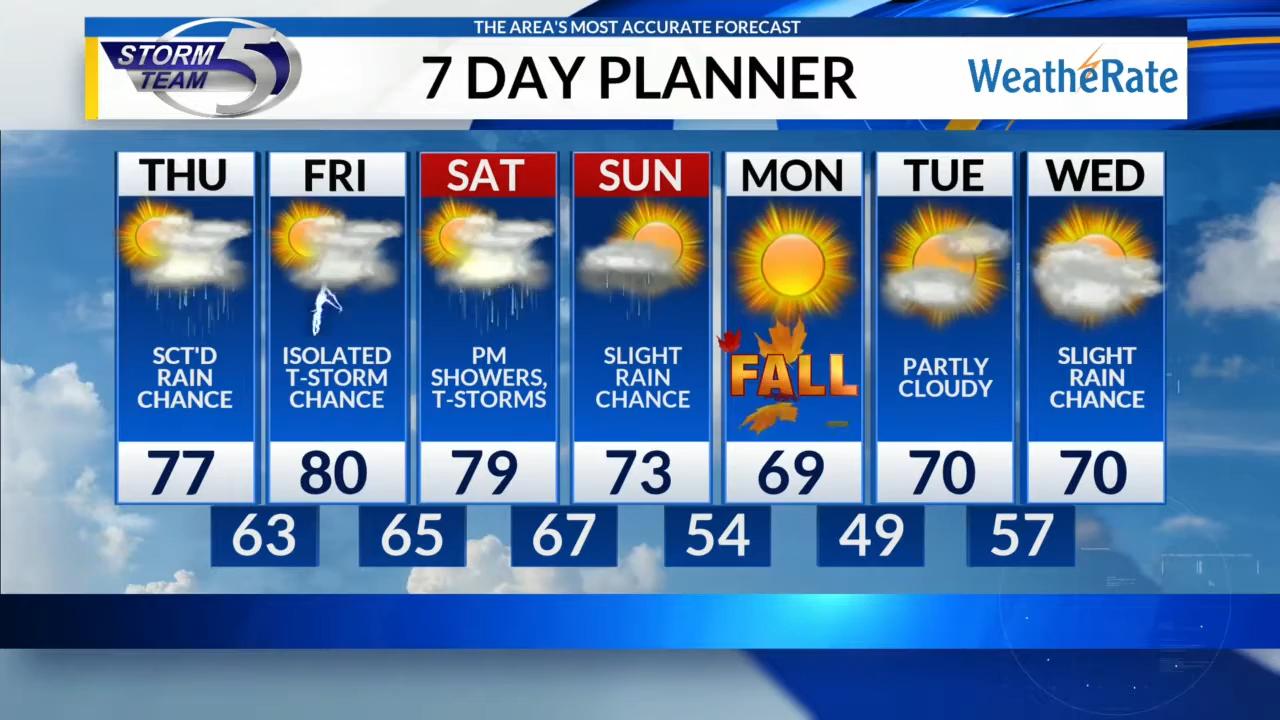 THE AREA'S MOST ACCURATE FORECAST
STORM TEAM 5
7 DAY PLANNER
WeatheRate
THU
FRI
SAT
SUN
MON
TUE
WED
SCT'D
RAIN
CHANCE
ISOLATED
T-STORM
CHANCE
PM
SHOWERS,
T-STORMS
SLIGHT
RAIN
CHANCE
FALL
PARTLY
CLOUDY
SLIGHT
RAIN
CHANCE
77
80
79
73
69
70
70
63
65
67
54
49
57